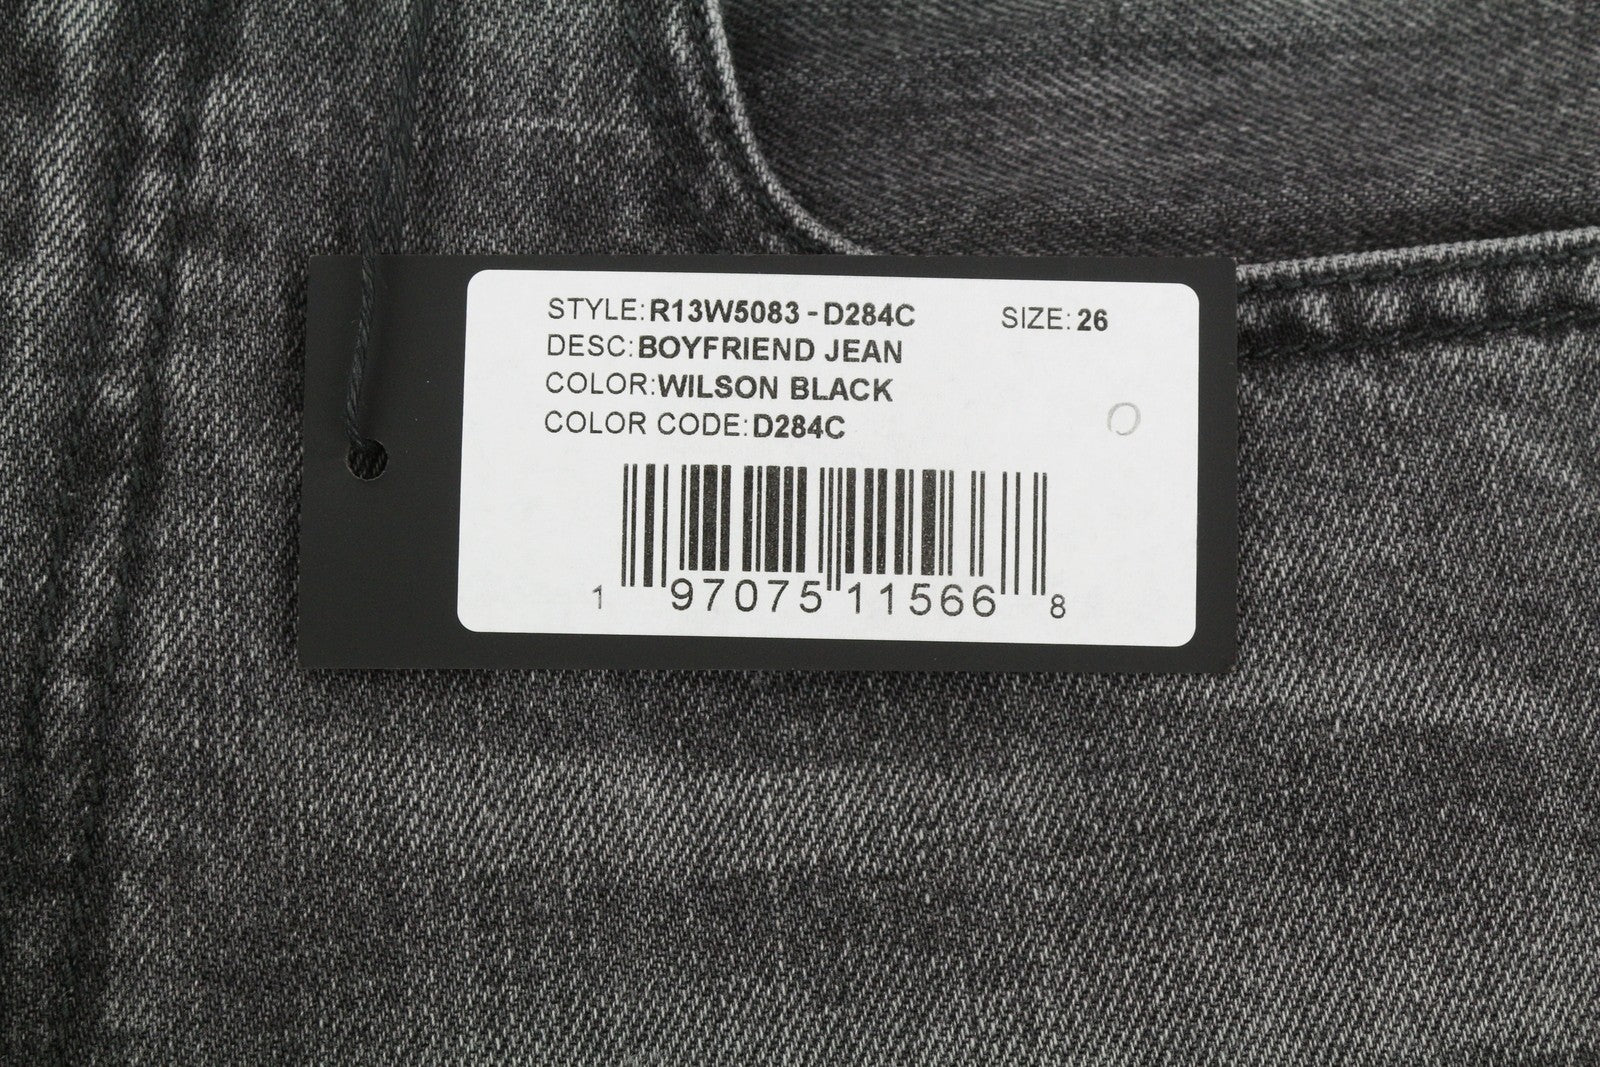 STYLE: R13W5083 - D284C SIZE: 26
DESC: BOYFRIEND JEAN
COLOR: WILSON BLACK
COLOR CODE: D284C
O
1 97075 11566 8